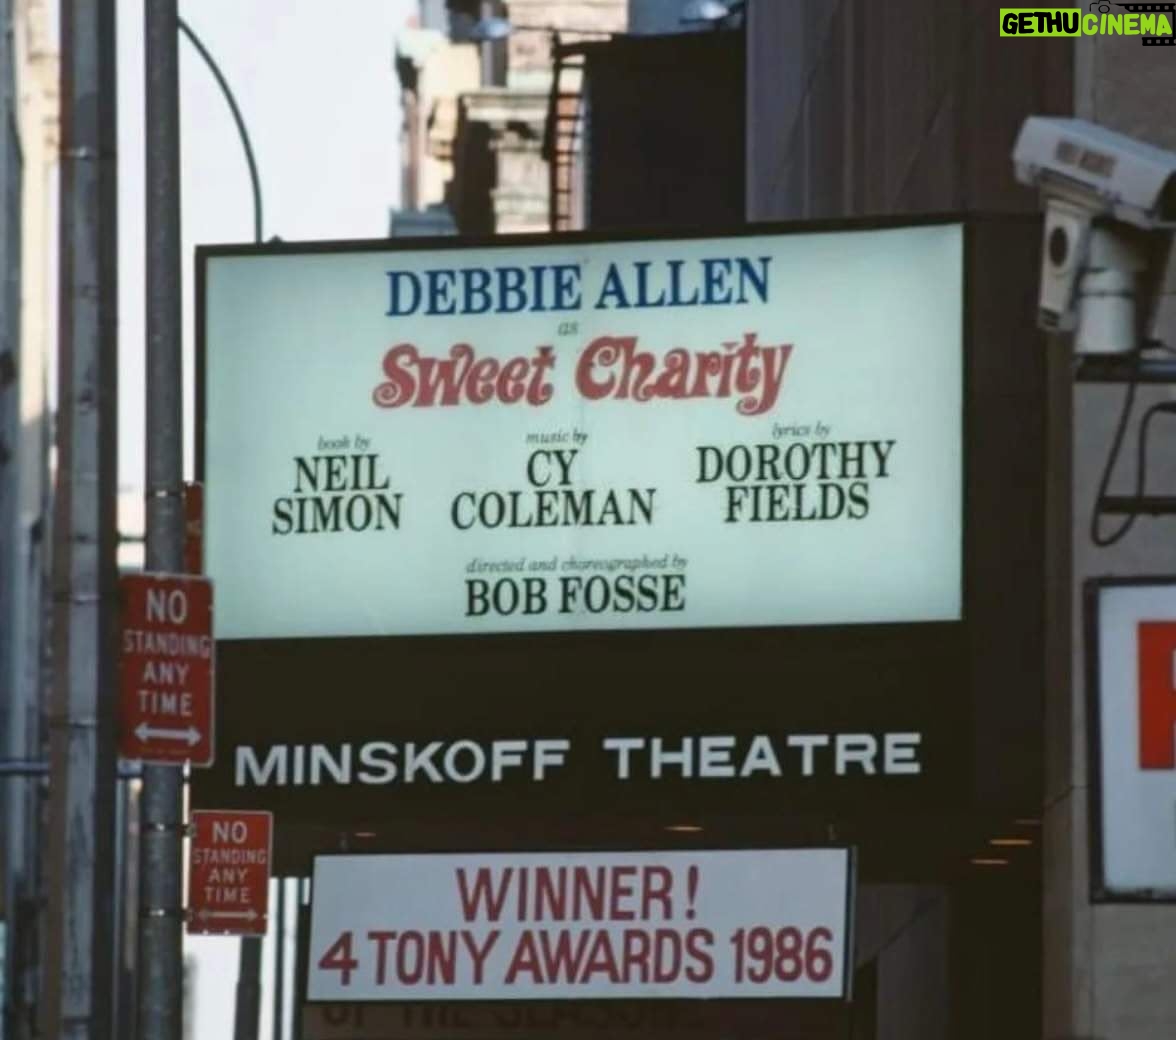 GETHUCINEMA
DEBBIE ALLEN
as
Sweet Charity
book by
NEIL
SIMON
music by
CY
COLEMAN
lyrics by
DOROTHY
FIELDS
directed and choreographed by
BOB FOSSE
NO
STANDING
ANY
TIME
MINSKOFF THEATRE
NO
STANDING
ANY
TIME
WINNER!
4 TONY AWARDS 1986